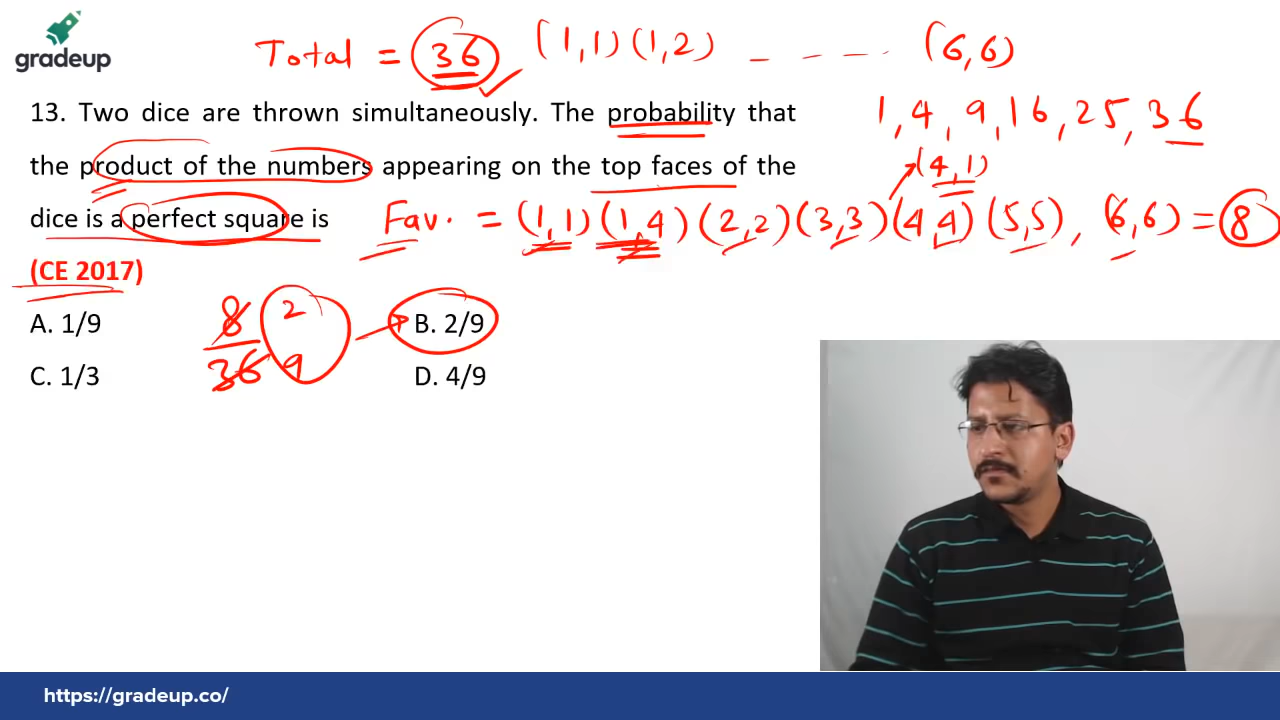 gradeup
Total = 36 (1,1) (1,2) - - - - - (6,6)
13. Two dice are thrown simultaneously. The probability that
the product of the numbers appearing on the top faces of the
dice is a perfect square is
(CE 2017)
1, 4, 9, 16, 25, 36
(4,1)
Fav. = (1,1) (1,4) (2,2) (3,3) (4,4) (5,5), (6,6) = 8
A. 1/9
B. 2/9
C. 1/3
D. 4/9
8 2
36 9
https://gradeup.co/